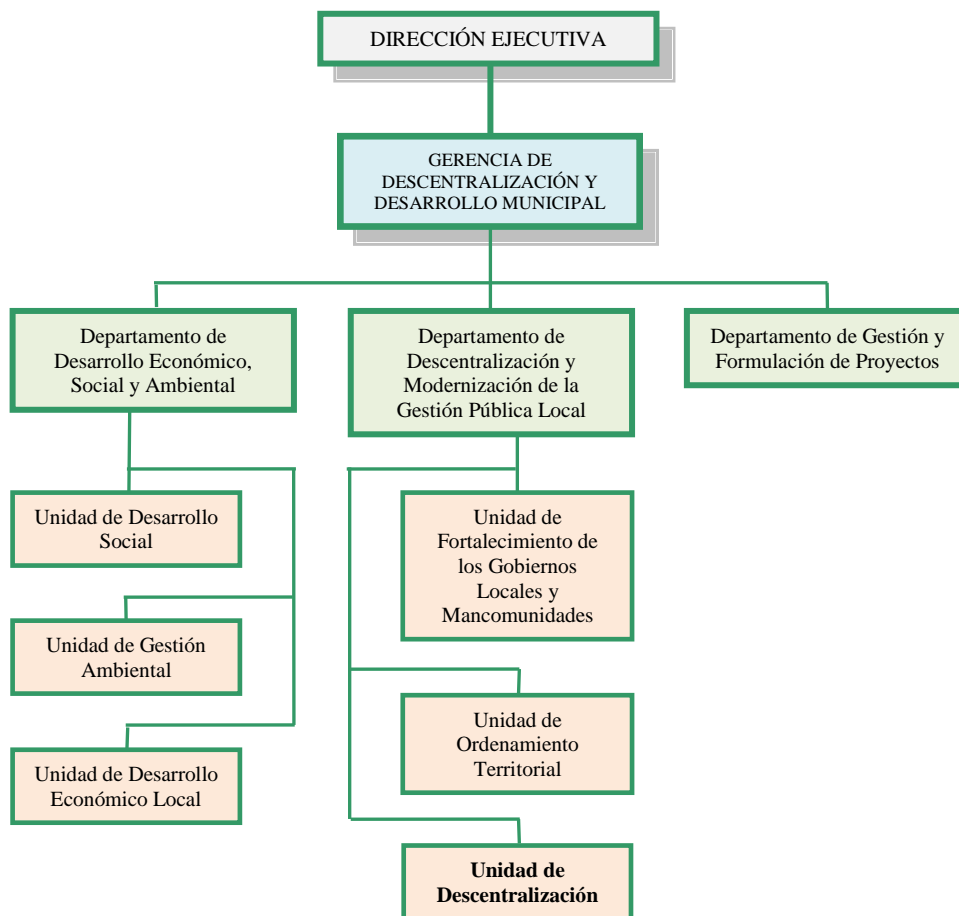 DIRECCIÓN EJECUTIVA
GERENCIA DE
DESCENTRALIZACIÓN Y
DESARROLLO MUNICIPAL
Departamento de
Desarrollo Económico,
Social y Ambiental
Departamento de
Descentralización y
Modernización de la
Gestión Pública Local
Departamento de Gestión y
Formulación de Proyectos
Unidad de Desarrollo
Social
Unidad de Gestión
Ambiental
Unidad de Desarrollo
Económico Local
Unidad de
Fortalecimiento de
los Gobiernos
Locales y
Mancomunidades
Unidad de
Ordenamiento
Territorial
Unidad de
Descentralización